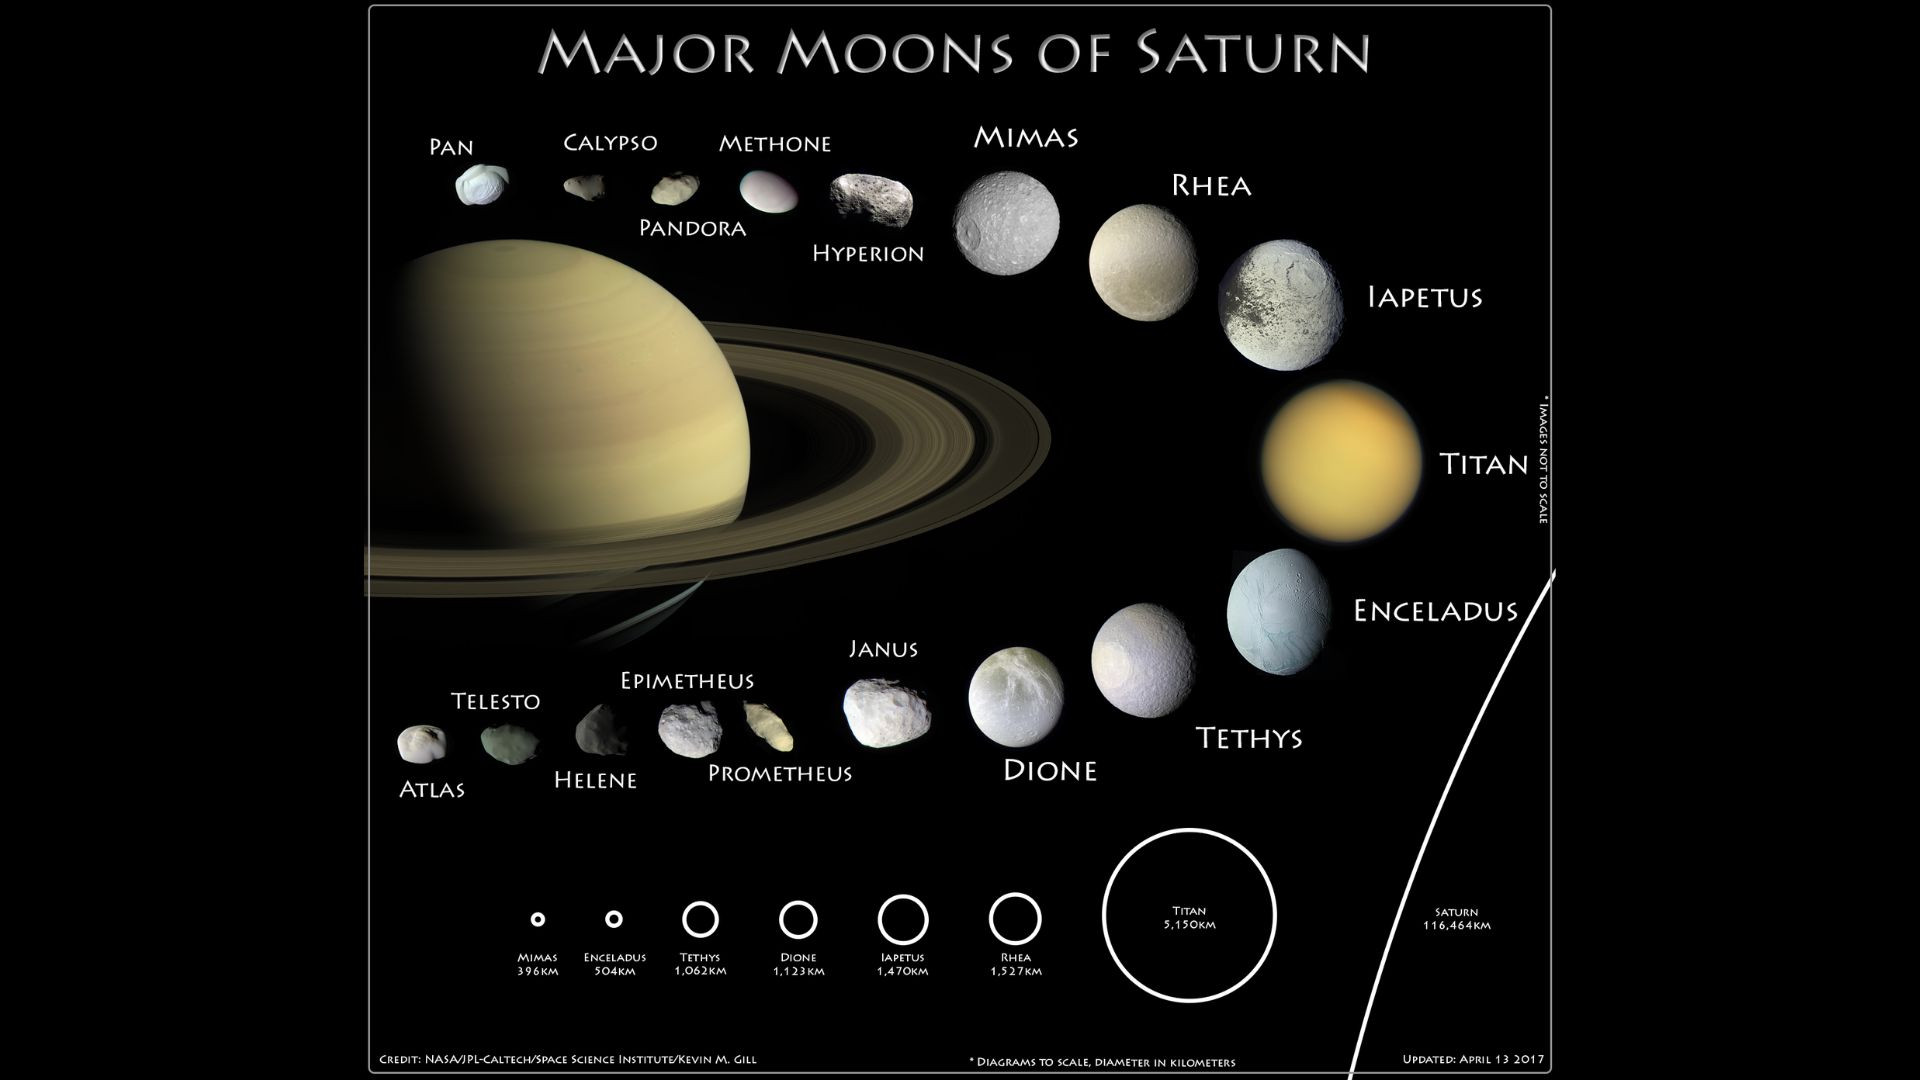 MAJOR MOONS OF SATURN
PAN
CALYPSO
METHONE
MIMAS
RHEA
PANDORA
HYPERION
IAPETUS
TITAN
* IMAGES NOT TO SCALE
ENCELADUS
JANUS
EPIMETHEUS
TELESTO
TETHYS
DIONE
PROMETHEUS
HELENE
ATLAS
TITAN
5,150KM
SATURN
116,464KM
MIMAS
396KM
ENCELADUS
504KM
TETHYS
1,062KM
DIONE
1,123KM
IAPETUS
1,470KM
RHEA
1,527KM
CREDIT: NASA/JPL-CALTECH/SPACE SCIENCE INSTITUTE/KEVIN M. GILL
* DIAGRAMS TO SCALE, DIAMETER IN KILOMETERS
UPDATED: APRIL 13 2017